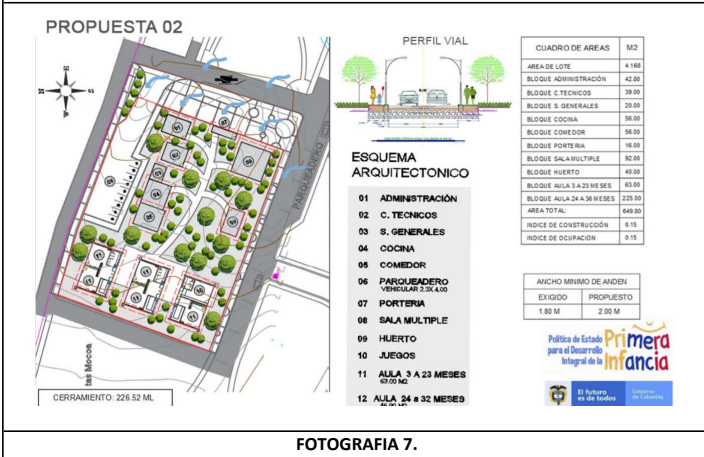 PROPUESTA 02
PARQUEADERO
tas Mocoa
CERRAMIENTO: 226.52 ML
PERFIL VIAL
ESQUEMA
ARQUITECTONICO
01 ADMINISTRACIÓN
02 C. TECNICOS
03 S. GENERALES
04 COCINA
05 COMEDOR
06 PARQUEADERO
VEHICULAR 2.3X 4.00
07 PORTERIA
08 SALA MULTIPLE
09 HUERTO
10 JUEGOS
11 AULA 3 A 23 MESES
63.00 M2
12 AULA 24 a 32 MESES
CUADRO DE AREAS M2
AREA DE LOTE 4.168
BLOQUE ADMINISTRACIÓN 42.80
BLOQUE C.TECNICOS 39.00
BLOQUE S. GENERALES 20.00
BLOQUE COCINA 56.00
BLOQUE COMEDOR 56.00
BLOQUE PORTERIA 16.00
BLOQUE SALA MULTIPLE 92.00
BLOQUE HUERTO 40.00
BLOQUE AULA 3 A 23 MESES 63.00
BLOQUE AULA 24 A 36 MESES 225.00
AREA TOTAL: 649.80
INDICE DE CONSTRUCCIÓN 0.15
INDICE DE OCUPACIÓN 0.15
ANCHO MINIMO DE ANDEN
EXIGIDO PROPUESTO
1.80 M 2.00 M
Política de Estado
para el Desarrollo
Integral de la
Primera
Infancia
El futuro
es de todos
Gobierno
de Colombia
FOTOGRAFIA 7.